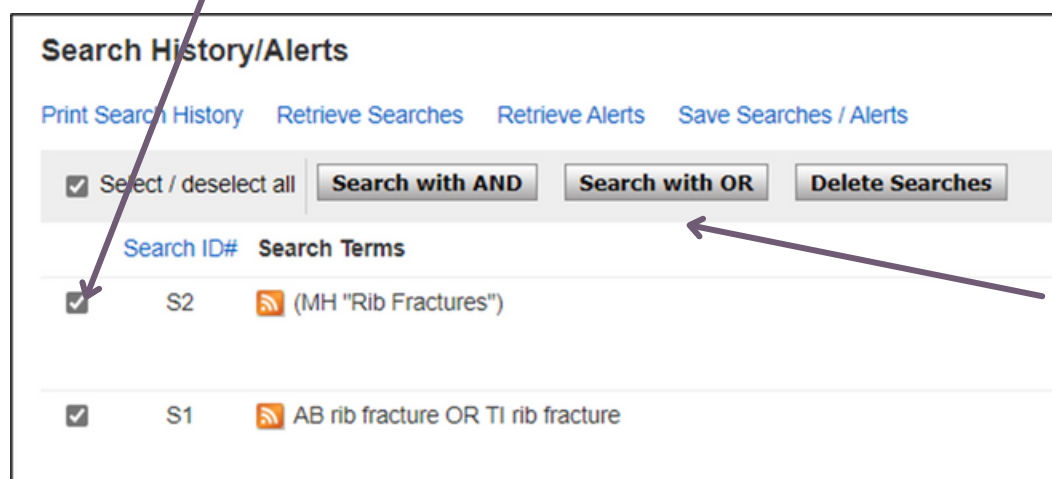 Search History/Alerts
Print Search History Retrieve Searches Retrieve Alerts Save Searches / Alerts
Select / deselect all Search with AND Search with OR Delete Searches
Search ID# Search Terms
S2 (MH "Rib Fractures")
S1 AB rib fracture OR TI rib fracture